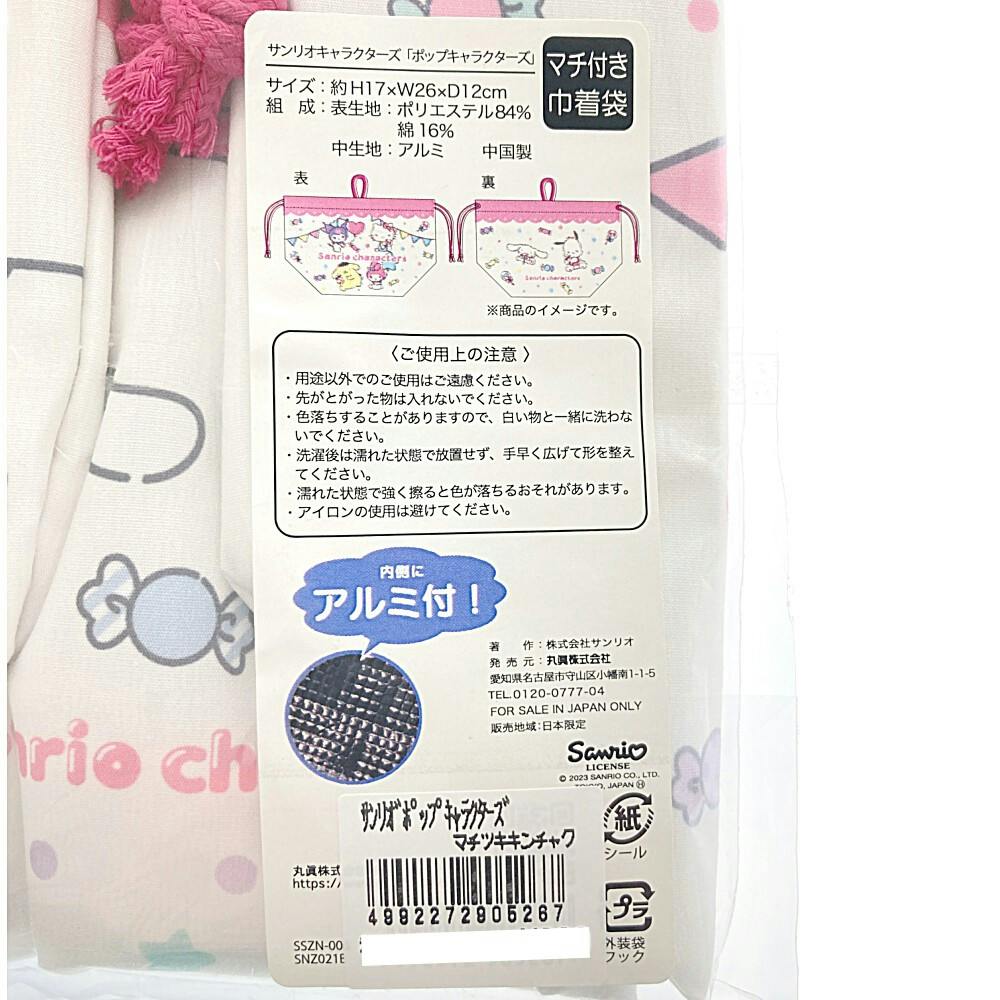 サンリオキャラクターズ「ポップキャラクターズ」
マチ付き
巾着袋
サイズ：約H17×W26×D12cm
組 成：表生地：ポリエステル84%
綿16%
中生地：アルミ 中国製
表
裏
Sanrio characters
Sanrio characters
※商品のイメージです。
〈ご使用上の注意 〉
・用途以外でのご使用はご遠慮ください。
・先がとがった物は入れないでください。
・色落ちすることがありますので、白い物と一緒に洗わな
いでください。
・洗濯後は濡れた状態で放置せず、手早く広げて形を整え
てください。
・濡れた状態で強く擦ると色が落ちるおそれがあります。
・アイロンの使用は避けてください。
内側に
アルミ付！
著 作：株式会社サンリオ
発 売 元：丸眞株式会社
愛知県名古屋市守山区小幡南1-1-5
TEL.0120-0777-04
FOR SALE IN JAPAN ONLY
販売地域：日本限定
Sanrio
LICENSE
© 2023 SANRIO CO., LTD.
TOKYO, JAPAN Ⓗ
nrio ch
サンリオポップキャラクターズ
マチツキキンチャク
紙
シール
丸眞株式
https:/
4992272905267
プラ
外装袋
フック
SSZN-00
SNZ021